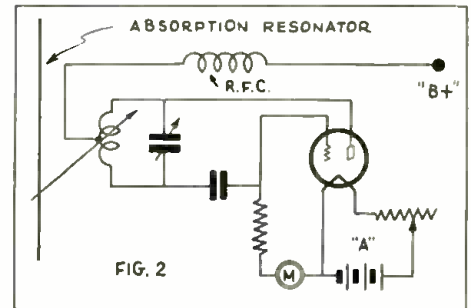 ABSORPTION RESONATOR
R.F.C.
"B+"
"A"
M
FIG. 2